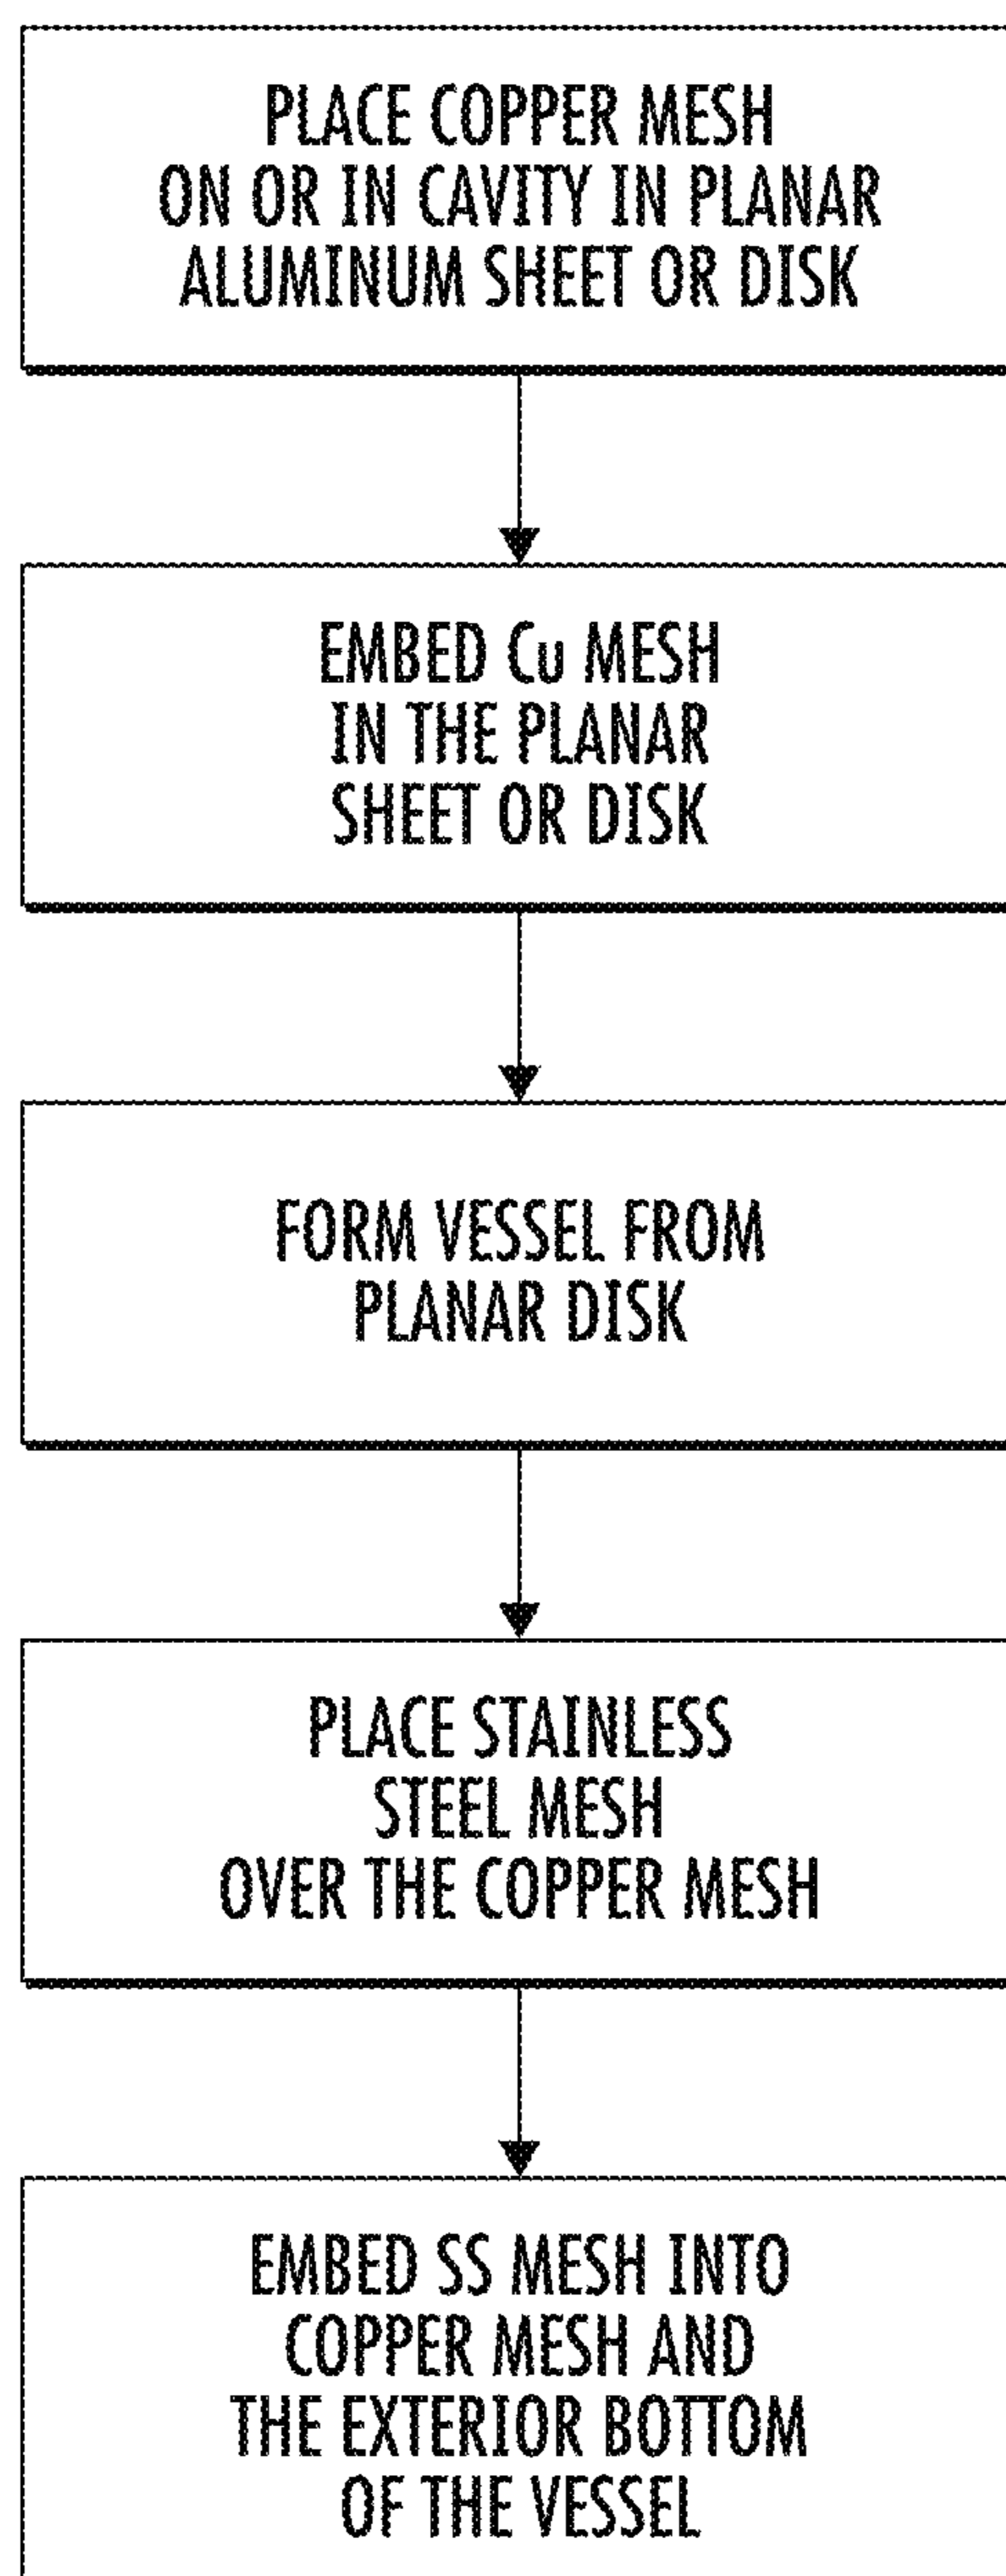 PLACE COPPER MESH
ON OR IN CAVITY IN PLANAR
ALUMINUM SHEET OR DISK
EMBED Cu MESH
IN THE PLANAR
SHEET OR DISK
FORM VESSEL FROM
PLANAR DISK
PLACE STAINLESS
STEEL MESH
OVER THE COPPER MESH
EMBED SS MESH INTO
COPPER MESH AND
THE EXTERIOR BOTTOM
OF THE VESSEL